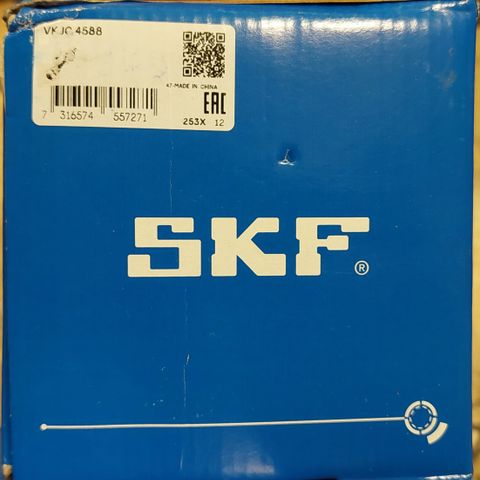 VKJC 4588
47-MADE IN CHINA
EAC
7 316574 557271
253X 12
SKF®